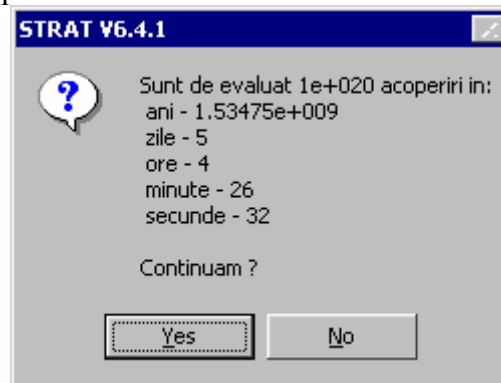 STRAT V6.4.1
Sunt de evaluat 1e+020 acoperiri in:
ani - 1.53475e+009
zile - 5
ore - 4
minute - 26
secunde - 32
Continuam ?
Yes No